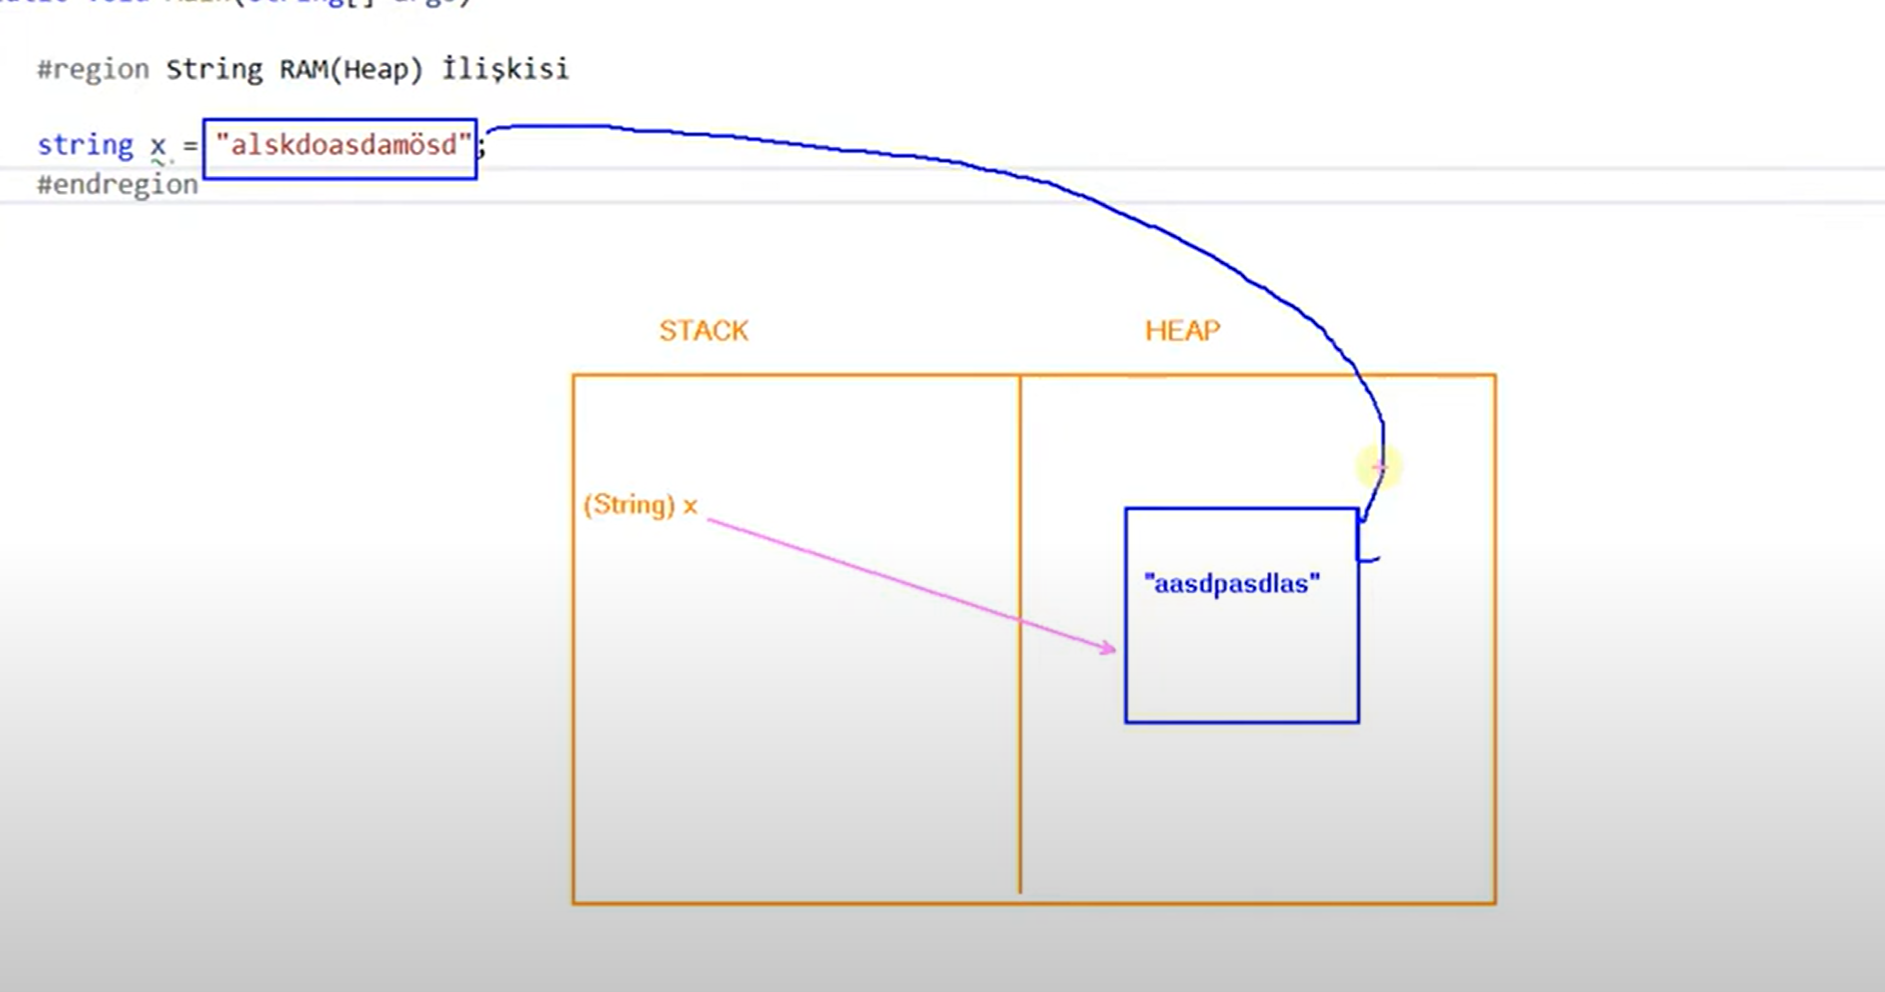 #region String RAM(Heap) İlişkisi
string x = "alskdoasdamösd";
#endregion
STACK
HEAP
(String) x
"aasdpasdlas"